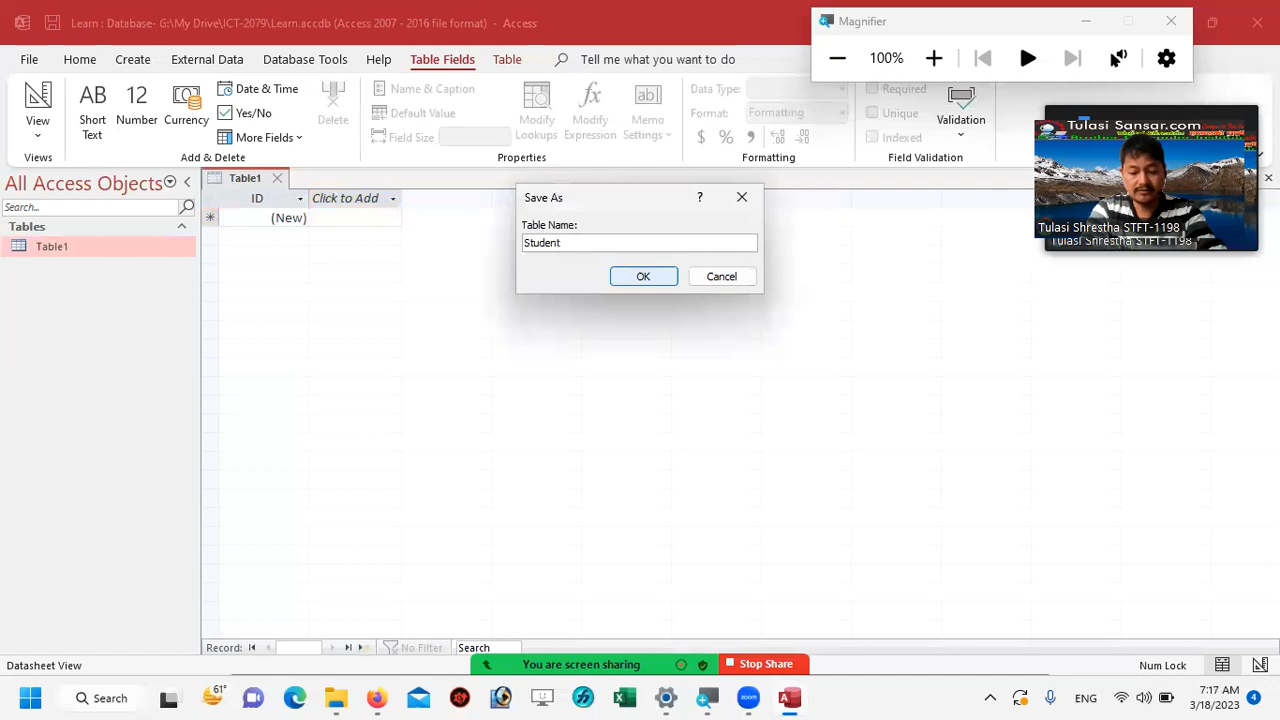 Learn : Database- G:\My Drive\ICT-2079\Learn.accdb (Access 2007 - 2016 file format) - Access
Magnifier
100%
File Home Create External Data Database Tools Help Table Fields Table Tell me what you want to do
View
Views
AB
Short Text
12
Number
Currency
Date & Time
Yes/No
More Fields
Delete
Add & Delete
Name & Caption
Default Value
Field Size
Modify Lookups
Modify Expression
Memo Settings
Properties
Data Type:
Format: Formatting
$ % ,
Formatting
Required
Unique
Indexed
Validation
Field Validation
Tulasi Sansar.com
Tulasi Shrestha STFT-1198
Tulasi Shrestha STFT-1198
All Access Objects
Search...
Tables
Table1
Table1
ID Click to Add
(New)
Save As
Table Name:
Student
OK Cancel
Record: No Filter Search
Datasheet View
You are screen sharing Stop Share
Num Lock
61°
Search
ENG
7:17 AM
3/18/2023
4